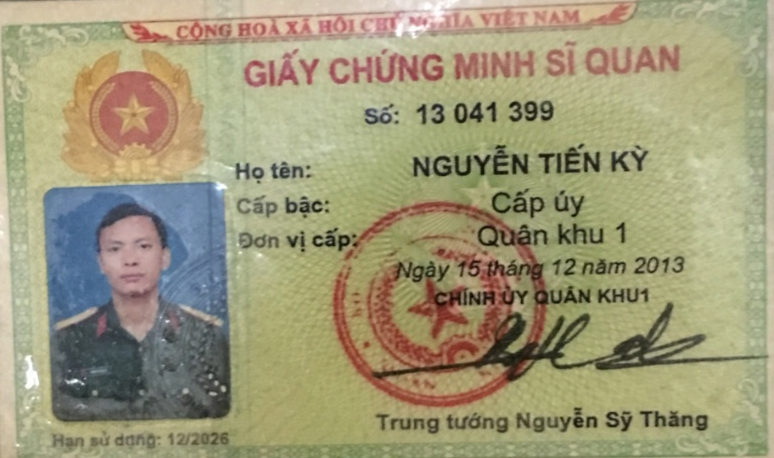 CỘNG HOÀ XÃ HỘI CHỦ NGHĨA VIỆT NAM
GIẤY CHỨNG MINH SĨ QUAN
Số: 13 041 399
Họ tên: NGUYỄN TIẾN KỲ
Cấp bậc: Cấp úy
Đơn vị cấp: Quân khu 1
Ngày 15 tháng 12 năm 2013
CHÍNH ỦY QUÂN KHU1
Trung tướng Nguyễn Sỹ Thăng
Hạn sử dụng: 12/2026